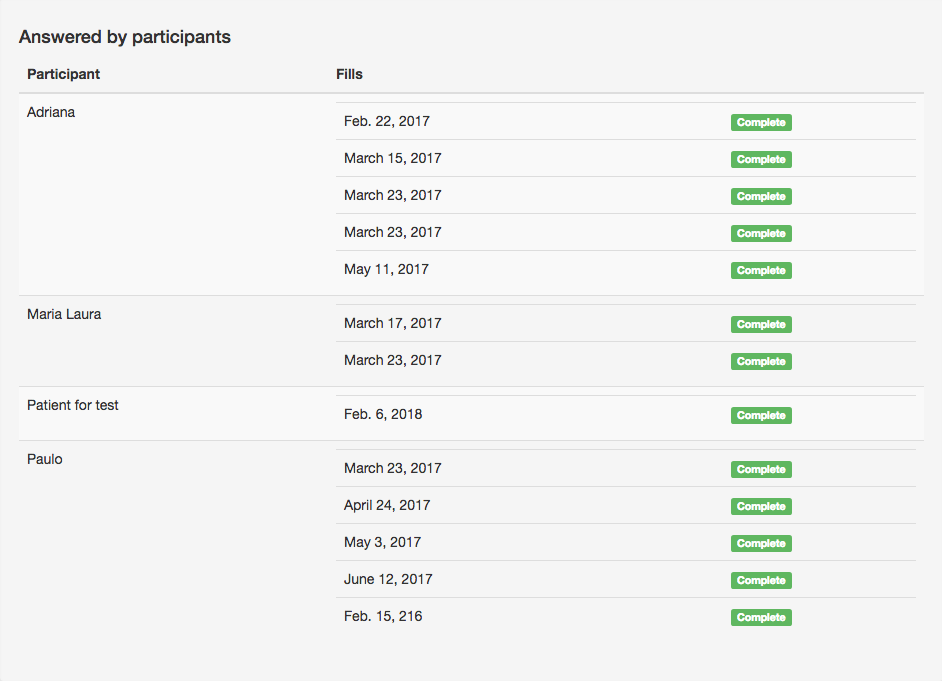 Answered by participants
Participant Fills
Adriana
Feb. 22, 2017 Complete
March 15, 2017 Complete
March 23, 2017 Complete
March 23, 2017 Complete
May 11, 2017 Complete
Maria Laura
March 17, 2017 Complete
March 23, 2017 Complete
Patient for test
Feb. 6, 2018 Complete
Paulo
March 23, 2017 Complete
April 24, 2017 Complete
May 3, 2017 Complete
June 12, 2017 Complete
Feb. 15, 216 Complete